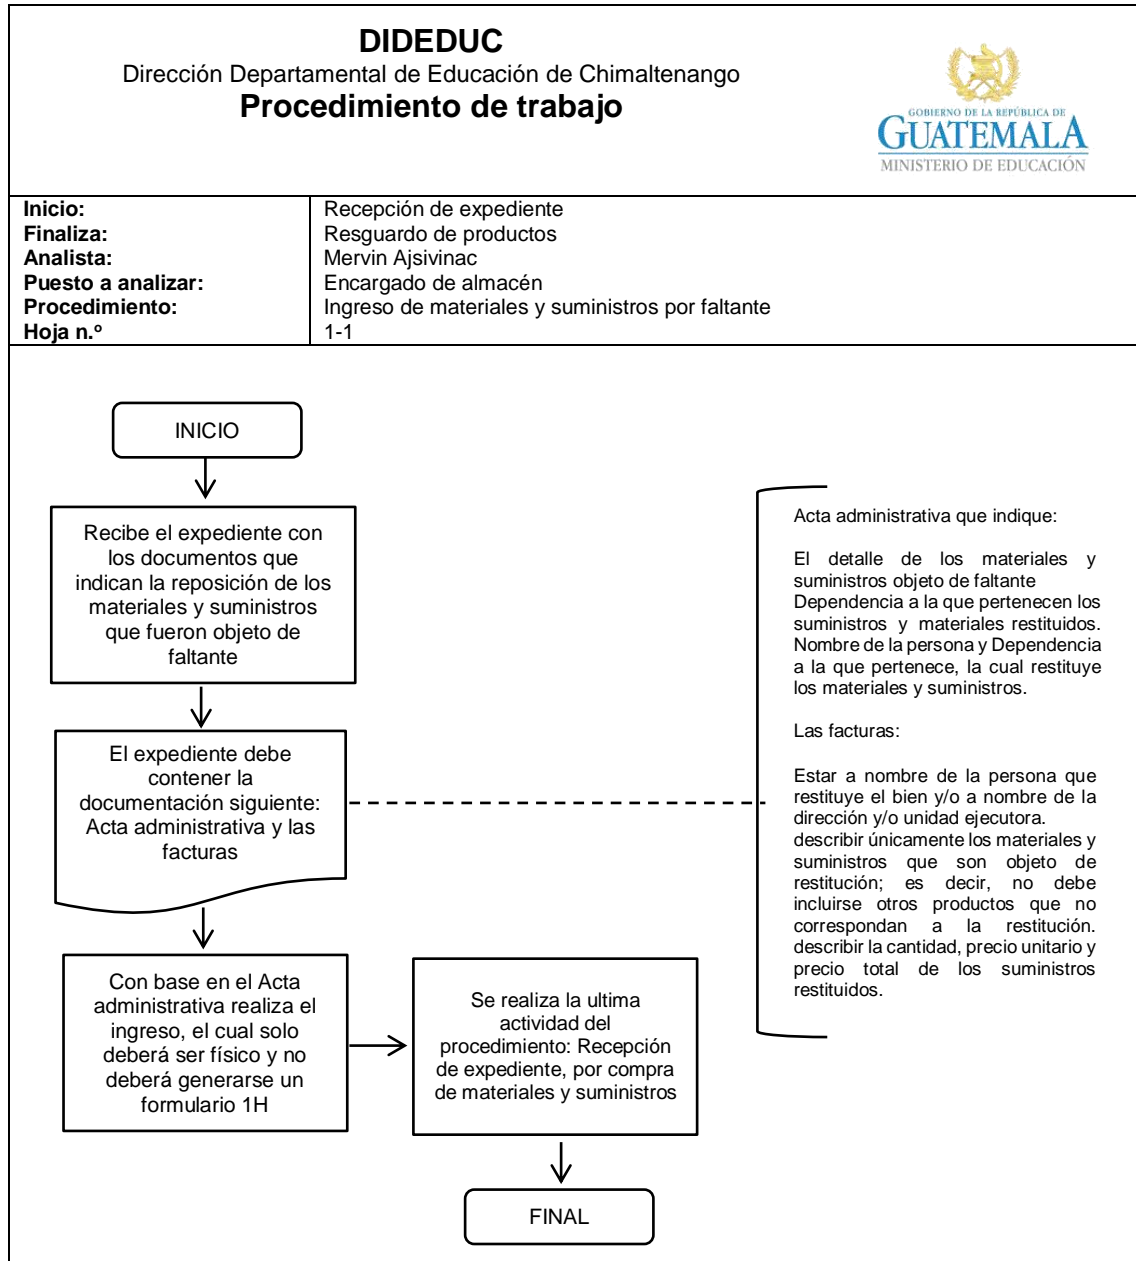 DIDEDUC
Dirección Departamental de Educación de Chimaltenango
Procedimiento de trabajo
GOBIERNO DE LA REPÚBLICA DE
GUATEMALA
MINISTERIO DE EDUCACIÓN
Inicio: Recepción de expediente
Finaliza: Resguardo de productos
Analista: Mervin Ajsivinac
Puesto a analizar: Encargado de almacén
Procedimiento: Ingreso de materiales y suministros por faltante
Hoja n.º 1-1
INICIO
Recibe el expediente con
los documentos que
indican la reposición de los
materiales y suministros
que fueron objeto de
faltante
El expediente debe
contener la
documentación siguiente:
Acta administrativa y las
facturas
Acta administrativa que indique:
El detalle de los materiales y
suministros objeto de faltante
Dependencia a la que pertenecen los
suministros y materiales restituidos.
Nombre de la persona y Dependencia
a la que pertenece, la cual restituye
los materiales y suministros.
Las facturas:
Estar a nombre de la persona que
restituye el bien y/o a nombre de la
dirección y/o unidad ejecutora.
describir únicamente los materiales y
suministros que son objeto de
restitución; es decir, no debe
incluirse otros productos que no
correspondan a la restitución.
describir la cantidad, precio unitario y
precio total de los suministros
restituidos.
Con base en el Acta
administrativa realiza el
ingreso, el cual solo
deberá ser físico y no
deberá generarse un
formulario 1H
Se realiza la ultima
actividad del
procedimiento: Recepción
de expediente, por compra
de materiales y suministros
FINAL